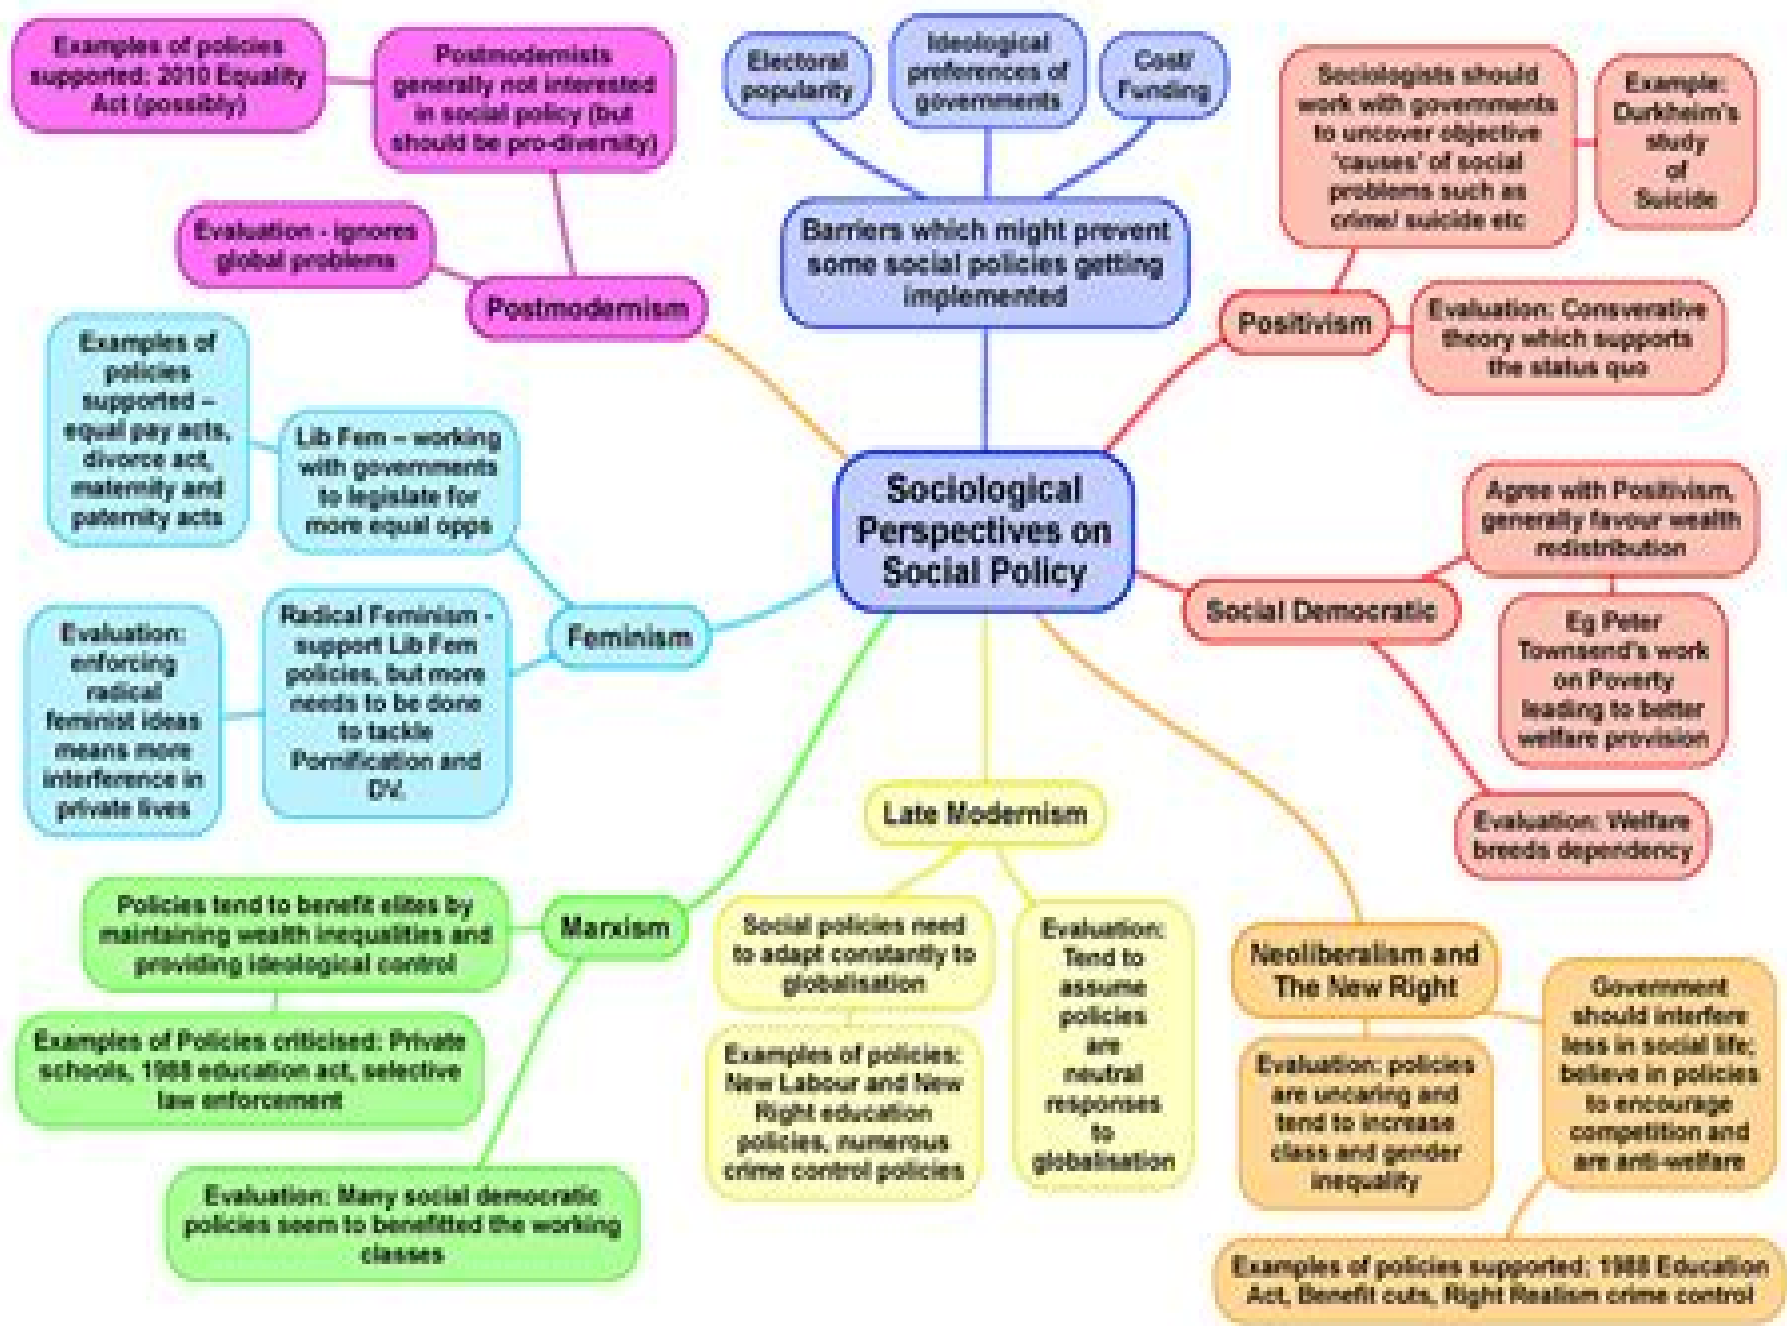 Examples of policies
supported: 2010 Equality
Act (possibly)
Postmodernists
generally not interested
in social policy (but
should be pro-diversity)
Evaluation - ignores
global problems
Postmodernism
Electoral
popularity
Ideological
preferences of
governments
Cost/
Funding
Barriers which might prevent
some social policies getting
implemented
Sociologists should
work with governments
to uncover objective
'causes' of social
problems such as
crime/ suicide etc
Example:
Durkheim's
study
of
Suicide
Positivism
Evaluation: Consverative
theory which supports
the status quo
Examples of
policies
supported –
equal pay acts,
divorce act,
maternity and
paternity acts
Lib Fem – working
with governments
to legislate for
more equal opps
Sociological
Perspectives on
Social Policy
Agree with Positivism,
generally favour wealth
redistribution
Social Democratic
Eg Peter
Townsend's work
on Poverty
leading to better
welfare provision
Evaluation: Welfare
breeds dependency
Feminism
Radical Feminism -
support Lib Fem
policies, but more
needs to be done
to tackle
Pornification and
DV.
Evaluation:
enforcing
radical
feminist ideas
means more
interference in
private lives
Late Modernism
Social policies need
to adapt constantly to
globalisation
Examples of policies:
New Labour and New
Right education
policies, numerous
crime control policies
Evaluation:
Tend to
assume
policies
are
neutral
responses
to
globalisation
Marxism
Policies tend to benefit elites by
maintaining wealth inequalities and
providing ideological control
Examples of Policies criticised: Private
schools, 1988 education act, selective
law enforcement
Evaluation: Many social democratic
policies seem to benefitted the working
classes
Neoliberalism and
The New Right
Evaluation: policies
are uncaring and
tend to increase
class and gender
inequality
Government
should interfere
less in social life;
believe in policies
to encourage
competition and
are anti-welfare
Examples of policies supported: 1988 Education
Act, Benefit cuts, Right Realism crime control